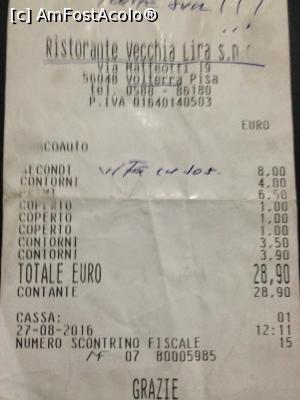 [c] AmFostAcolo®
!!!
Ristorante Vecchia Lira s.n.c
Via Matteotti 19
56048 Volterra Pisa
tel. 0588 - 86180
P.IVA 01640140503
EURO
SECONDI 8,00
CONTORNI 4,00
PRIMI 6,50
COPERTO 1,00
COPERTO 1,00
COPERTO 1,00
CONTORNI 3,50
CONTORNI 3,90
TOTALE EURO 28,90
CONTANTE 28,90
CASSA: 01
27-08-2016 12:11
NUMERO SCONTRINO FISCALE 15
MF 07 80005985
GRAZIE